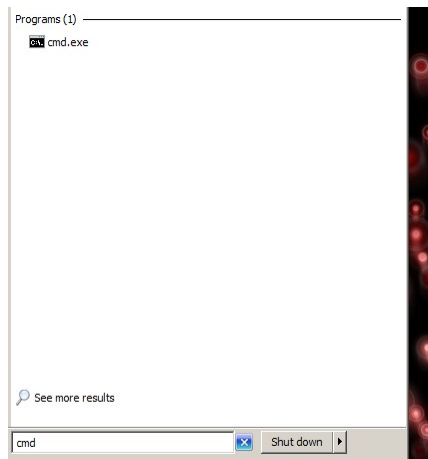 Programs (1)
cmd.exe
See more results
cmd
Shut down